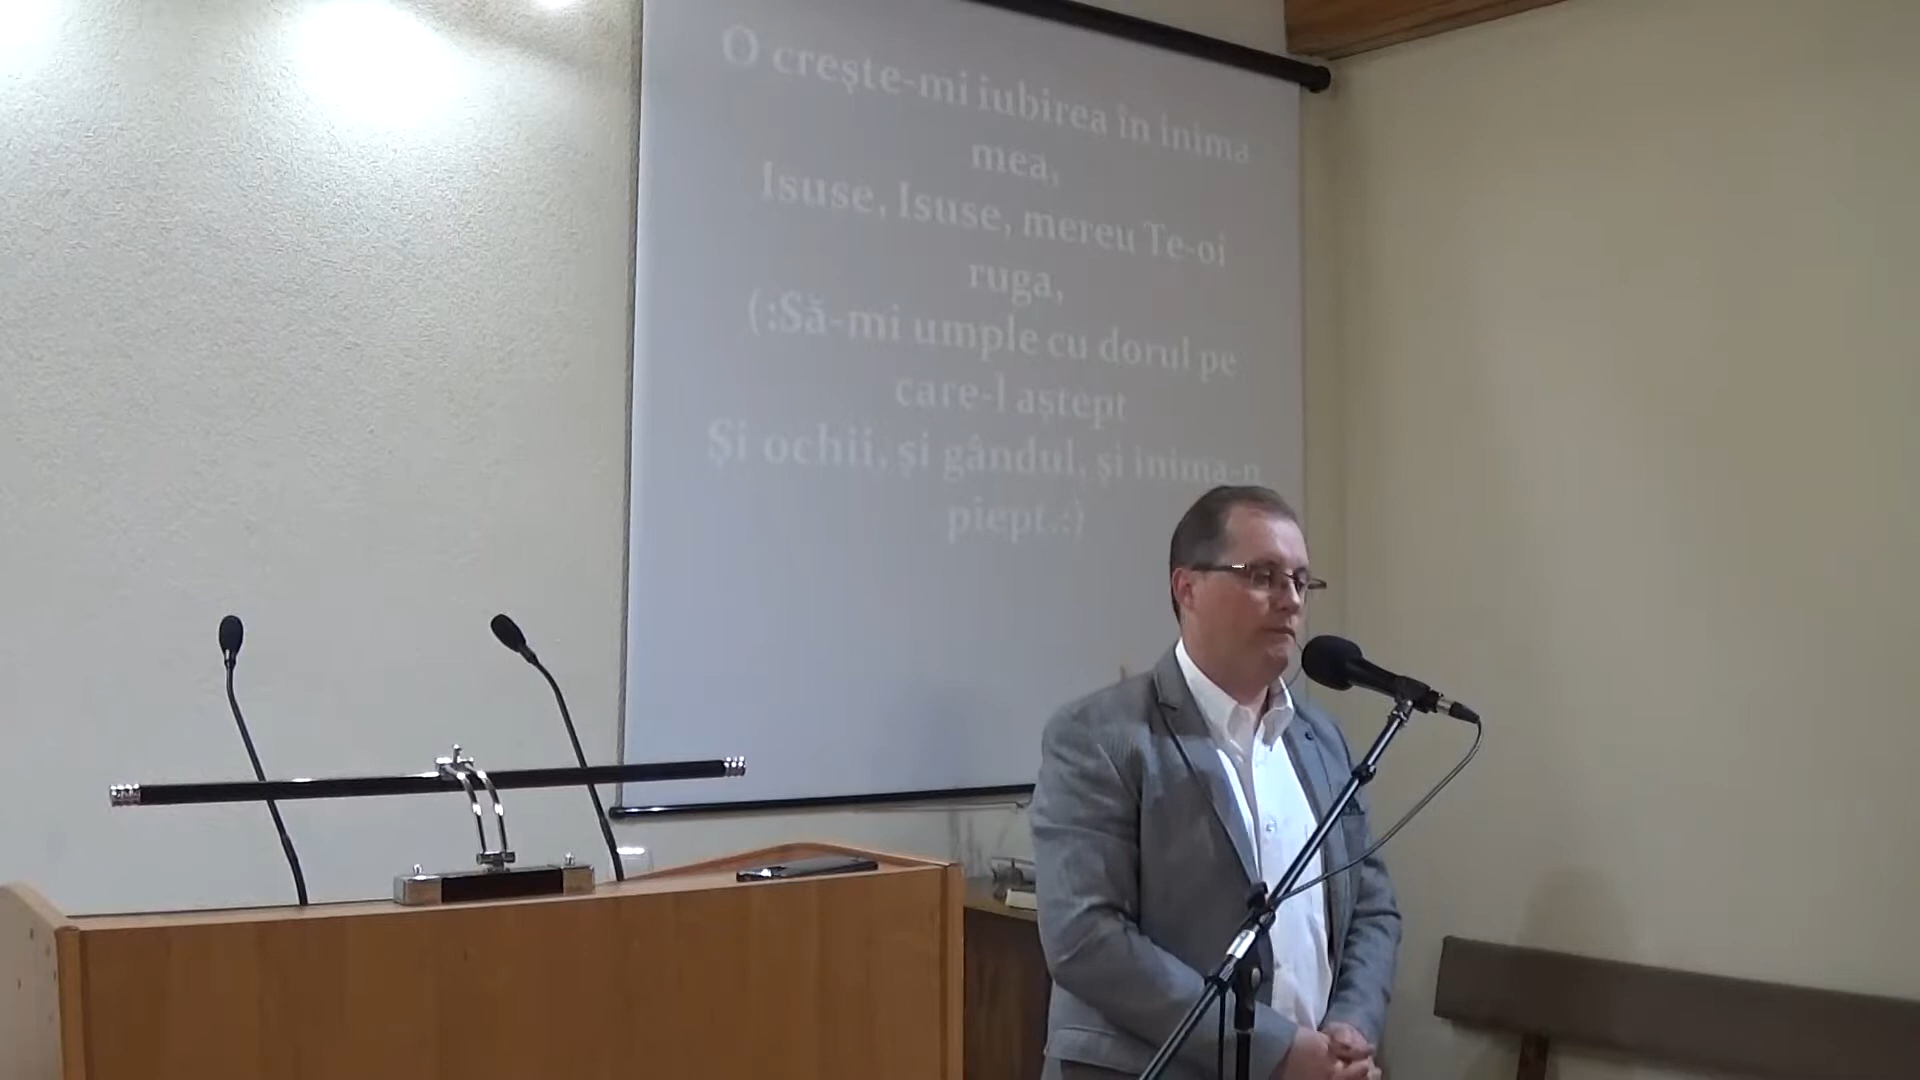 O crește-mi iubirea în inima
mea,
Isuse, Isuse, mereu Te-oi
ruga,
(:Să-mi umple cu dorul pe
care-l aștept
Și ochii, și gândul, și inima-n
piept.:)